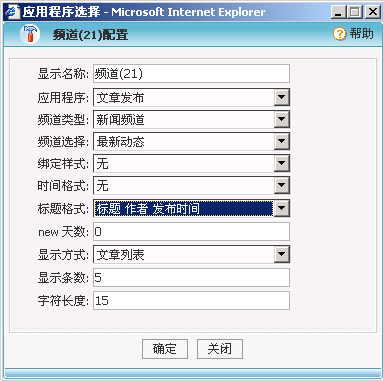 应用程序选择 - Microsoft Internet Explorer
频道(21)配置 帮助
显示名称: 频道(21)
应用程序: 文章发布
频道类型: 新闻频道
频道选择: 最新动态
绑定样式: 无
时间格式: 无
标题格式: 标题 作者 发布时间
new 天数: 0
显示方式: 文章列表
显示条数: 5
字符长度: 15
确定 关闭